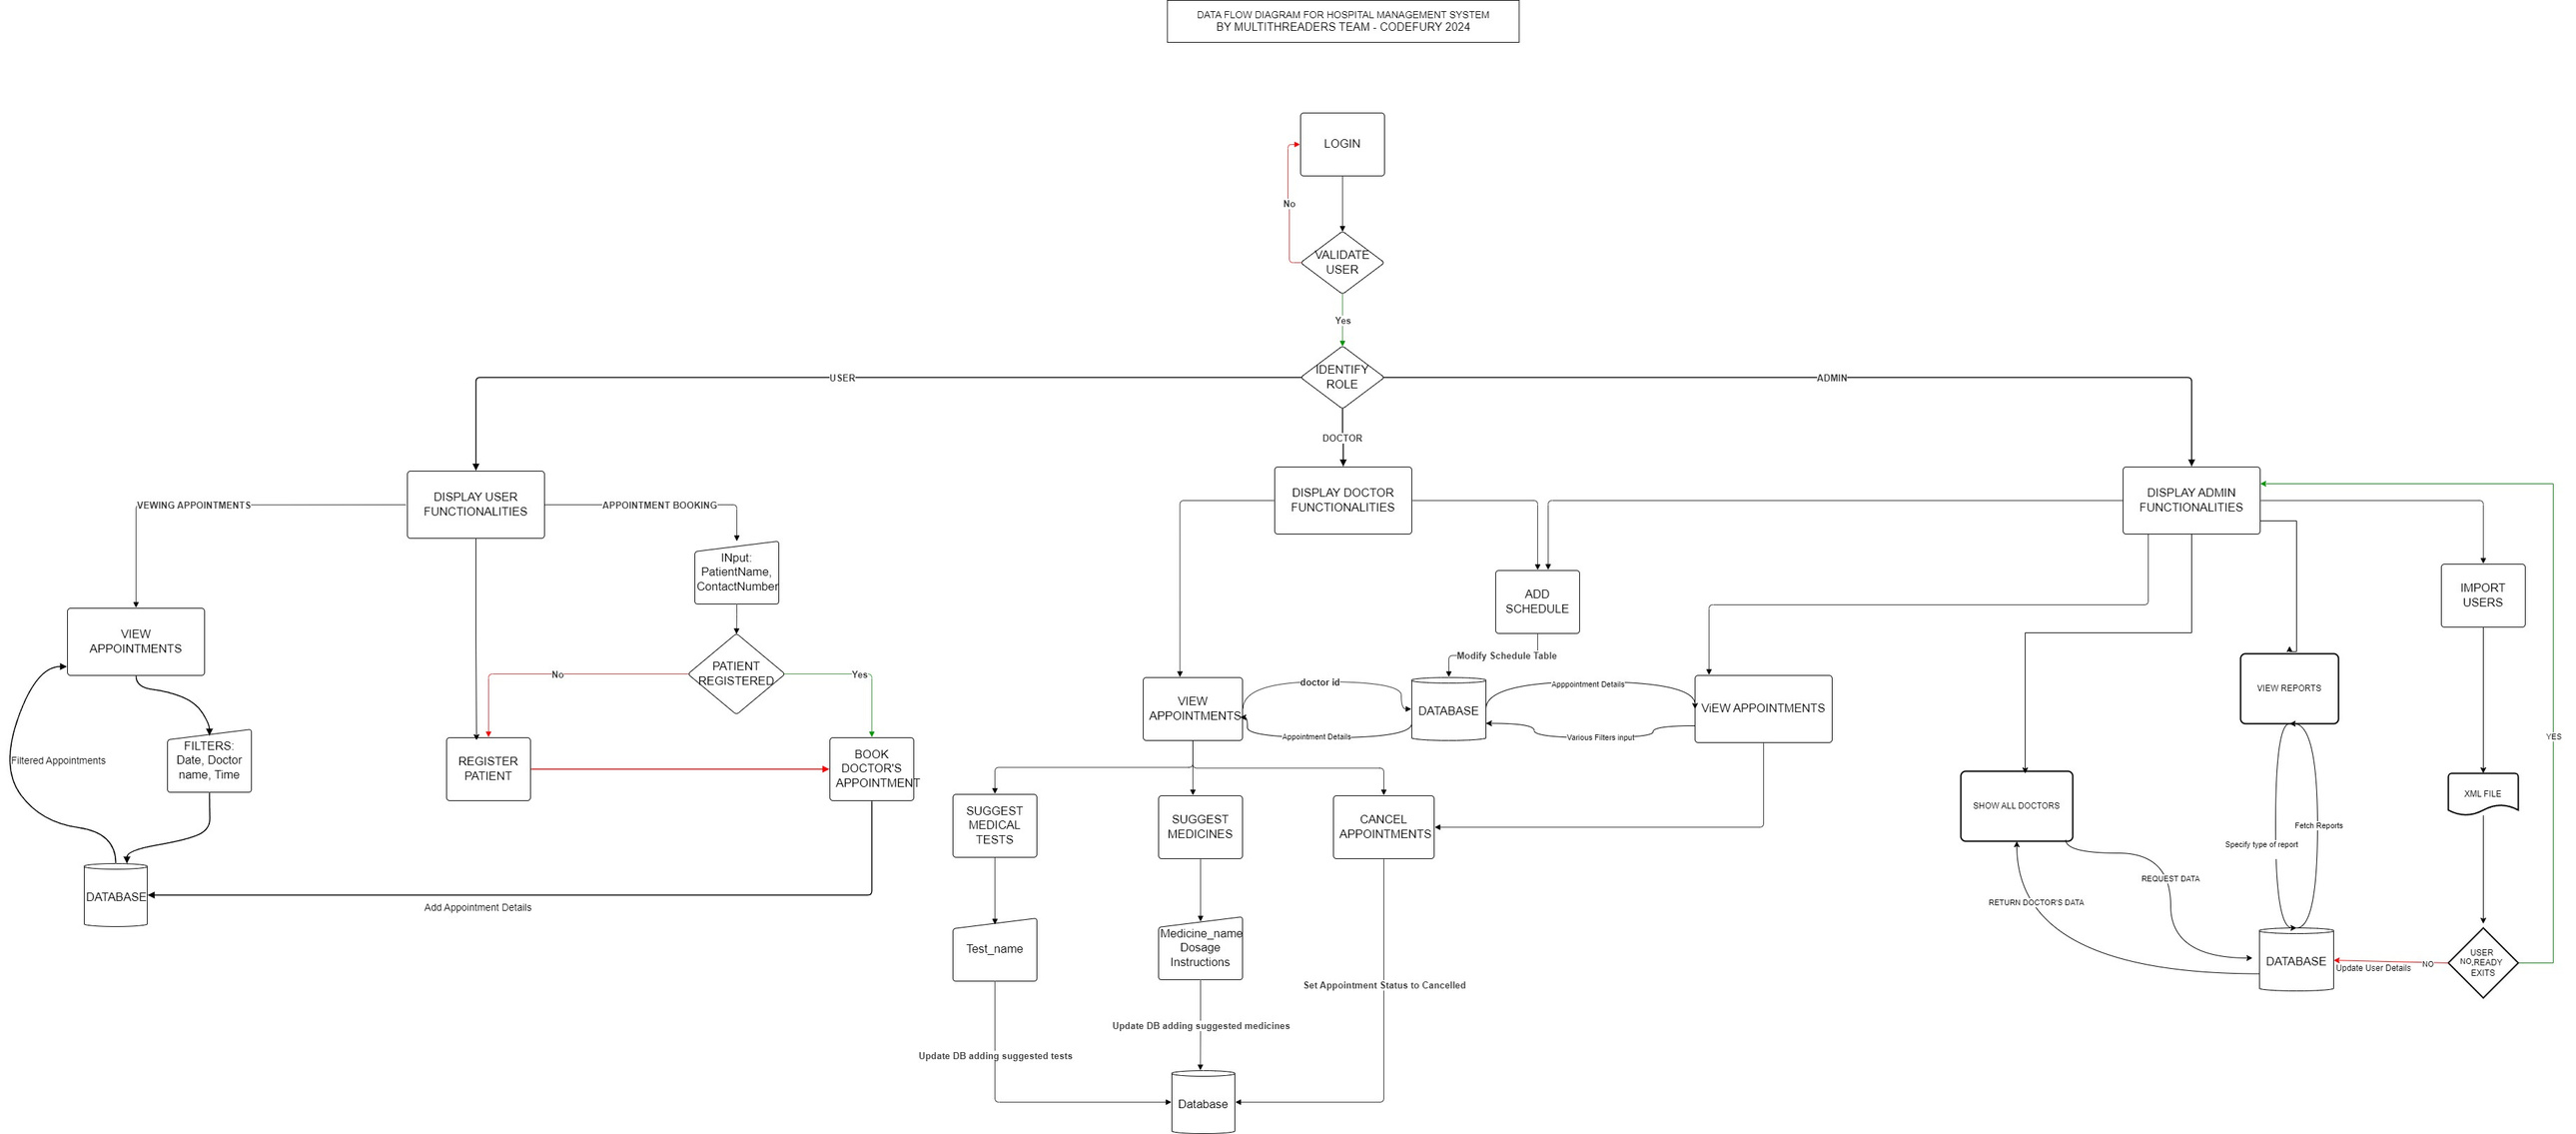 DATA FLOW DIAGRAM FOR HOSPITAL MANAGEMENT SYSTEM
BY MULTITHREADERS TEAM - CODEFURY 2024
LOGIN
No
VALIDATE
USER
Yes
IDENTIFY
ROLE
USER
ADMIN
DOCTOR
DISPLAY USER
FUNCTIONALITIES
DISPLAY DOCTOR
FUNCTIONALITIES
DISPLAY ADMIN
FUNCTIONALITIES
VEWING APPOINTMENTS
APPOINTMENT BOOKING
INput:
PatientName,
ContactNumber
ADD
SCHEDULE
IMPORT
USERS
VIEW
APPOINTMENTS
PATIENT
REGISTERED
No
Yes
Modify Schedule Table
doctor id
Apppointment Details
VIEW
APPOINTMENTS
DATABASE
ViEW APPOINTMENTS
Appointment Details
Various Filters input
VIEW REPORTS
YES
FILTERS:
Date, Doctor
name, Time
Filtered Appointments
REGISTER
PATIENT
BOOK
DOCTOR'S
APPOINTMENT
SUGGEST
MEDICAL
TESTS
SUGGEST
MEDICINES
CANCEL
APPOINTMENTS
SHOW ALL DOCTORS
XML FILE
Fetch Reports
Specify type of report
REQUEST DATA
RETURN DOCTOR'S DATA
DATABASE
Add Appointment Details
Test_name
Medicine_name
Dosage
Instructions
DATABASE
Update User Details
NO
USER
NO,READY
EXITS
Set Appointment Status to Cancelled
Update DB adding suggested medicines
Update DB adding suggested tests
Database